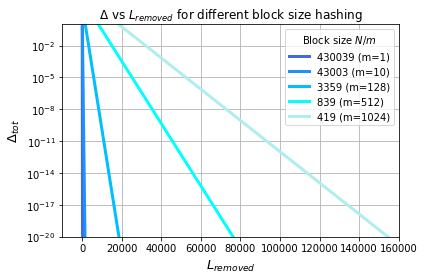 Δ vs L_removed for different block size hashing
Block size N/m
430039 (m=1)
43003 (m=10)
3359 (m=128)
839 (m=512)
419 (m=1024)
Δ_tot
10⁻²
10⁻⁵
10⁻⁸
10⁻¹¹
10⁻¹⁴
10⁻¹⁷
10⁻²⁰
0 20000 40000 60000 80000 100000 120000 140000 160000
L_removed